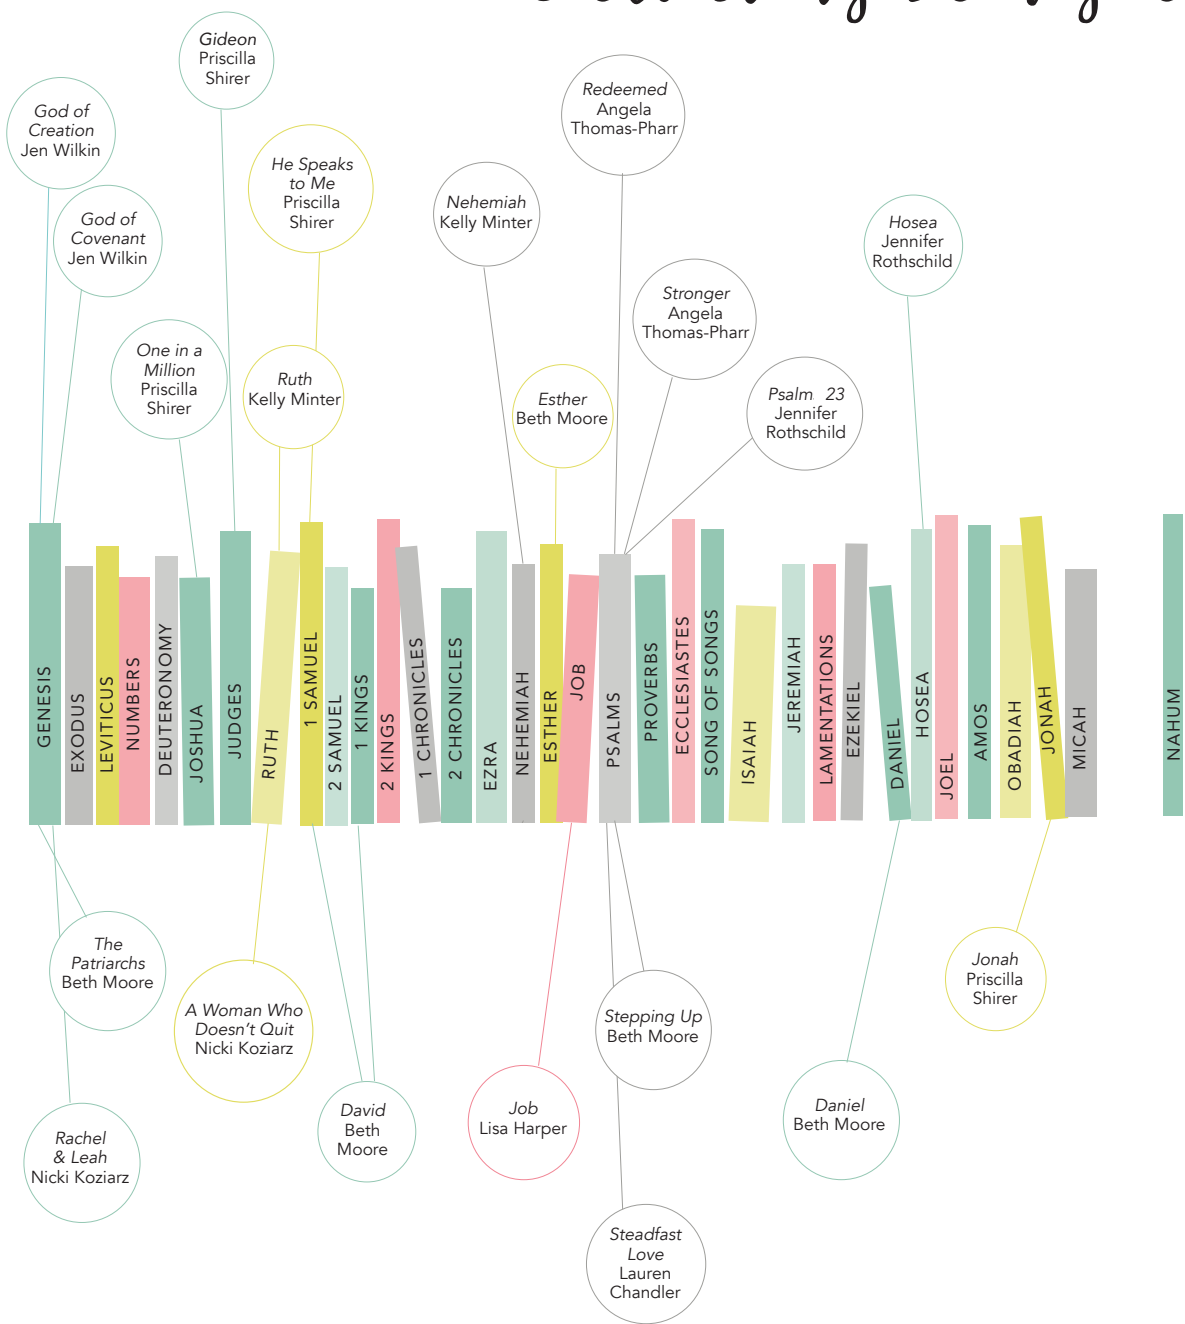 Gideon
Priscilla
Shirer
God of
Creation
Jen Wilkin
God of
Covenant
Jen Wilkin
He Speaks
to Me
Priscilla
Shirer
One in a
Million
Priscilla
Shirer
Ruth
Kelly Minter
Nehemiah
Kelly Minter
Redeemed
Angela
Thomas-Pharr
Esther
Beth Moore
Stronger
Angela
Thomas-Pharr
Psalm 23
Jennifer
Rothschild
Hosea
Jennifer
Rothschild
GENESIS
EXODUS
LEVITICUS
NUMBERS
DEUTERONOMY
JOSHUA
JUDGES
RUTH
1 SAMUEL
2 SAMUEL
1 KINGS
2 KINGS
1 CHRONICLES
2 CHRONICLES
EZRA
NEHEMIAH
ESTHER
JOB
PSALMS
PROVERBS
ECCLESIASTES
SONG OF SONGS
ISAIAH
JEREMIAH
LAMENTATIONS
EZEKIEL
DANIEL
HOSEA
JOEL
AMOS
OBADIAH
JONAH
MICAH
NAHUM
The
Patriarchs
Beth Moore
Rachel
& Leah
Nicki Koziarz
A Woman Who
Doesn't Quit
Nicki Koziarz
David
Beth
Moore
Job
Lisa Harper
Stepping Up
Beth Moore
Steadfast
Love
Lauren
Chandler
Daniel
Beth Moore
Jonah
Priscilla
Shirer